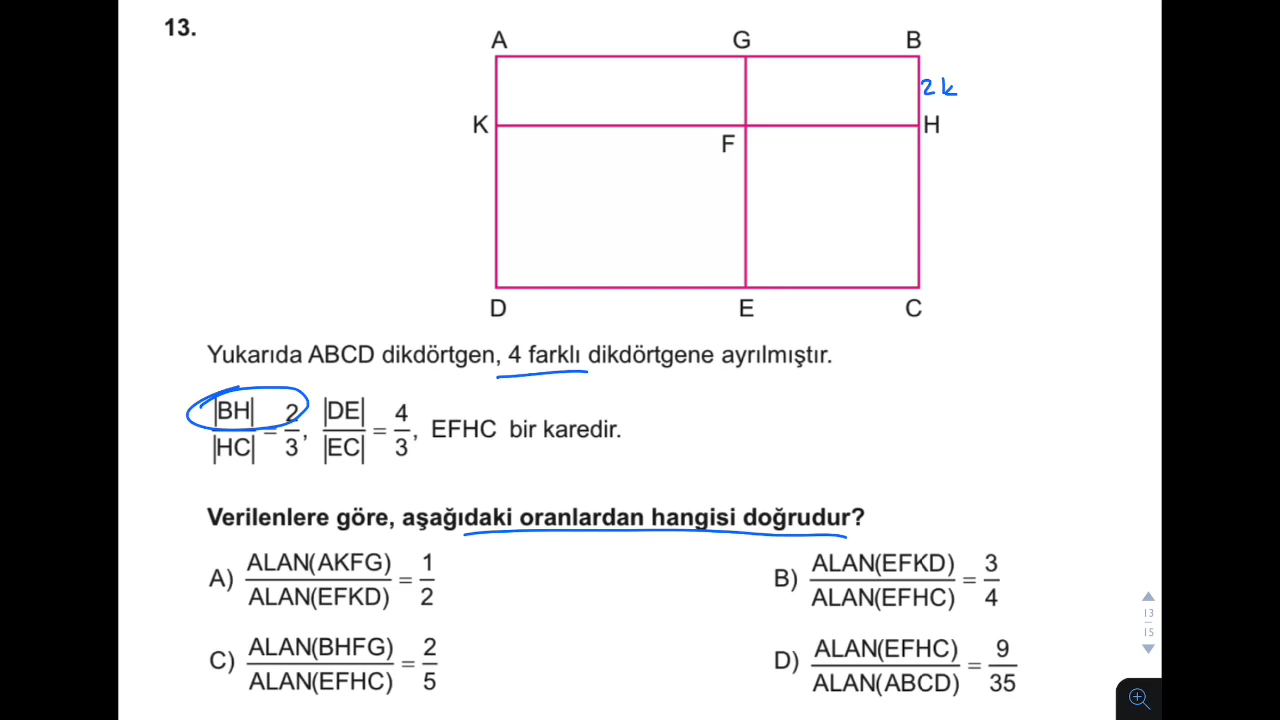 13.
A G B
2k
K F H
D E C
Yukarıda ABCD dikdörtgen, 4 farklı dikdörtgene ayrılmıştır.
|BH| / |HC| = 2/3, |DE| / |EC| = 4/3, EFHC bir karedir.
Verilenlere göre, aşağıdaki oranlardan hangisi doğrudur?
A) ALAN(AKFG) / ALAN(EFKD) = 1/2
B) ALAN(EFKD) / ALAN(EFHC) = 3/4
C) ALAN(BHFG) / ALAN(EFHC) = 2/5
D) ALAN(EFHC) / ALAN(ABCD) = 9/35
13
15